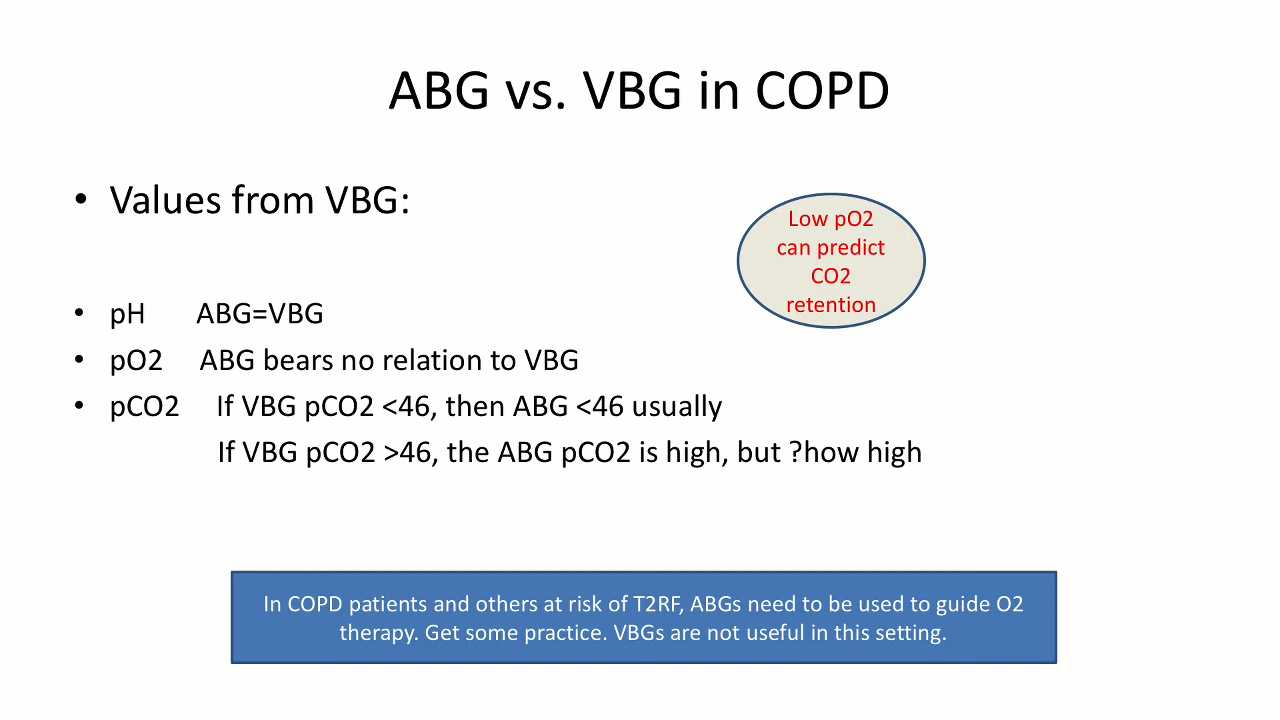 ABG vs. VBG in COPD
• Values from VBG:
Low pO2
can predict
CO2
retention
• pH ABG=VBG
• pO2 ABG bears no relation to VBG
• pCO2 If VBG pCO2 <46, then ABG <46 usually
If VBG pCO2 >46, the ABG pCO2 is high, but ?how high
In COPD patients and others at risk of T2RF, ABGs need to be used to guide O2
therapy. Get some practice. VBGs are not useful in this setting.